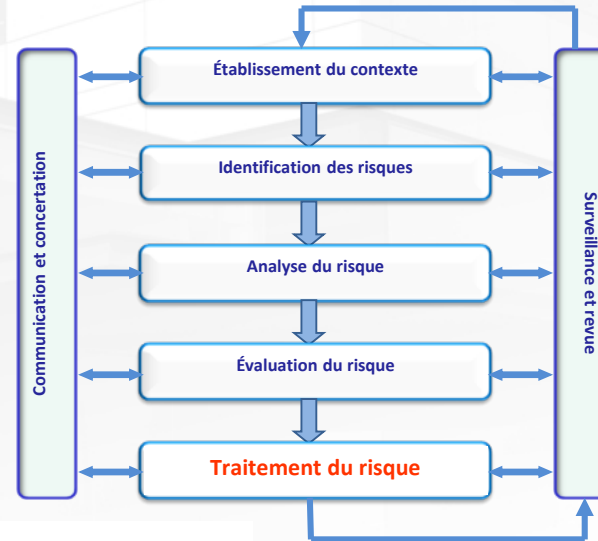 Établissement du contexte
Identification des risques
Analyse du risque
Évaluation du risque
Traitement du risque
Communication et concertation
Surveillance et revue